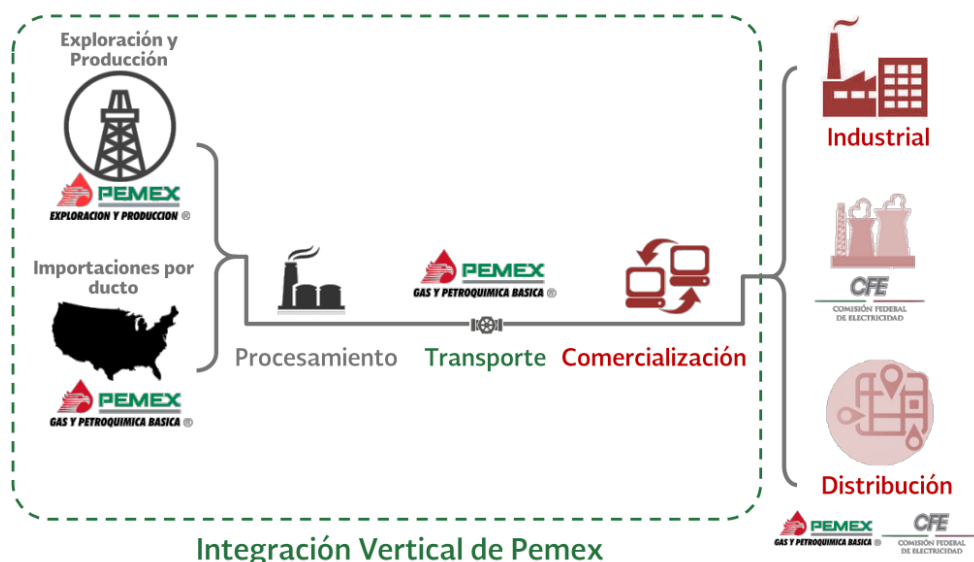 Exploración y
Producción
PEMEX
EXPLORACION Y PRODUCCION ®
Importaciones por
ducto
PEMEX
GAS Y PETROQUIMICA BASICA ®
Procesamiento
PEMEX
GAS Y PETROQUIMICA BASICA ®
Transporte
Comercialización
Industrial
CFE
COMISIÓN FEDERAL
DE ELECTRICIDAD
Distribución
PEMEX
GAS Y PETROQUIMICA BASICA ®
CFE
COMISIÓN FEDERAL
DE ELECTRICIDAD
Integración Vertical de Pemex